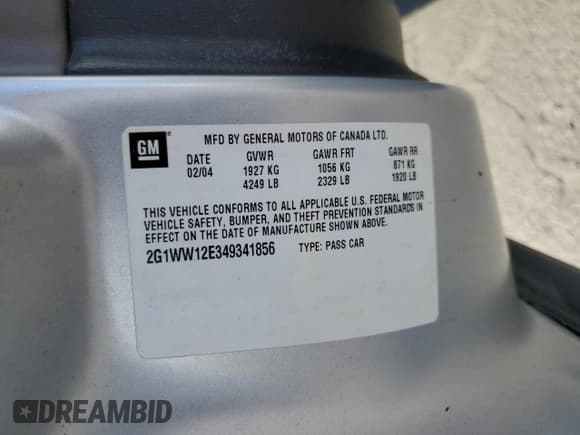 GM®
MFD BY GENERAL MOTORS OF CANADA LTD.
DATE GVWR GAWR FRT GAWR RR
02/04 1927 KG 1056 KG 871 KG
4249 LB 2329 LB 1920 LB
THIS VEHICLE CONFORMS TO ALL APPLICABLE U.S. FEDERAL MOTOR
VEHICLE SAFETY, BUMPER, AND THEFT PREVENTION STANDARDS IN
EFFECT ON THE DATE OF MANUFACTURE SHOWN ABOVE.
2G1WW12E349341856 TYPE: PASS CAR
DREAMBID